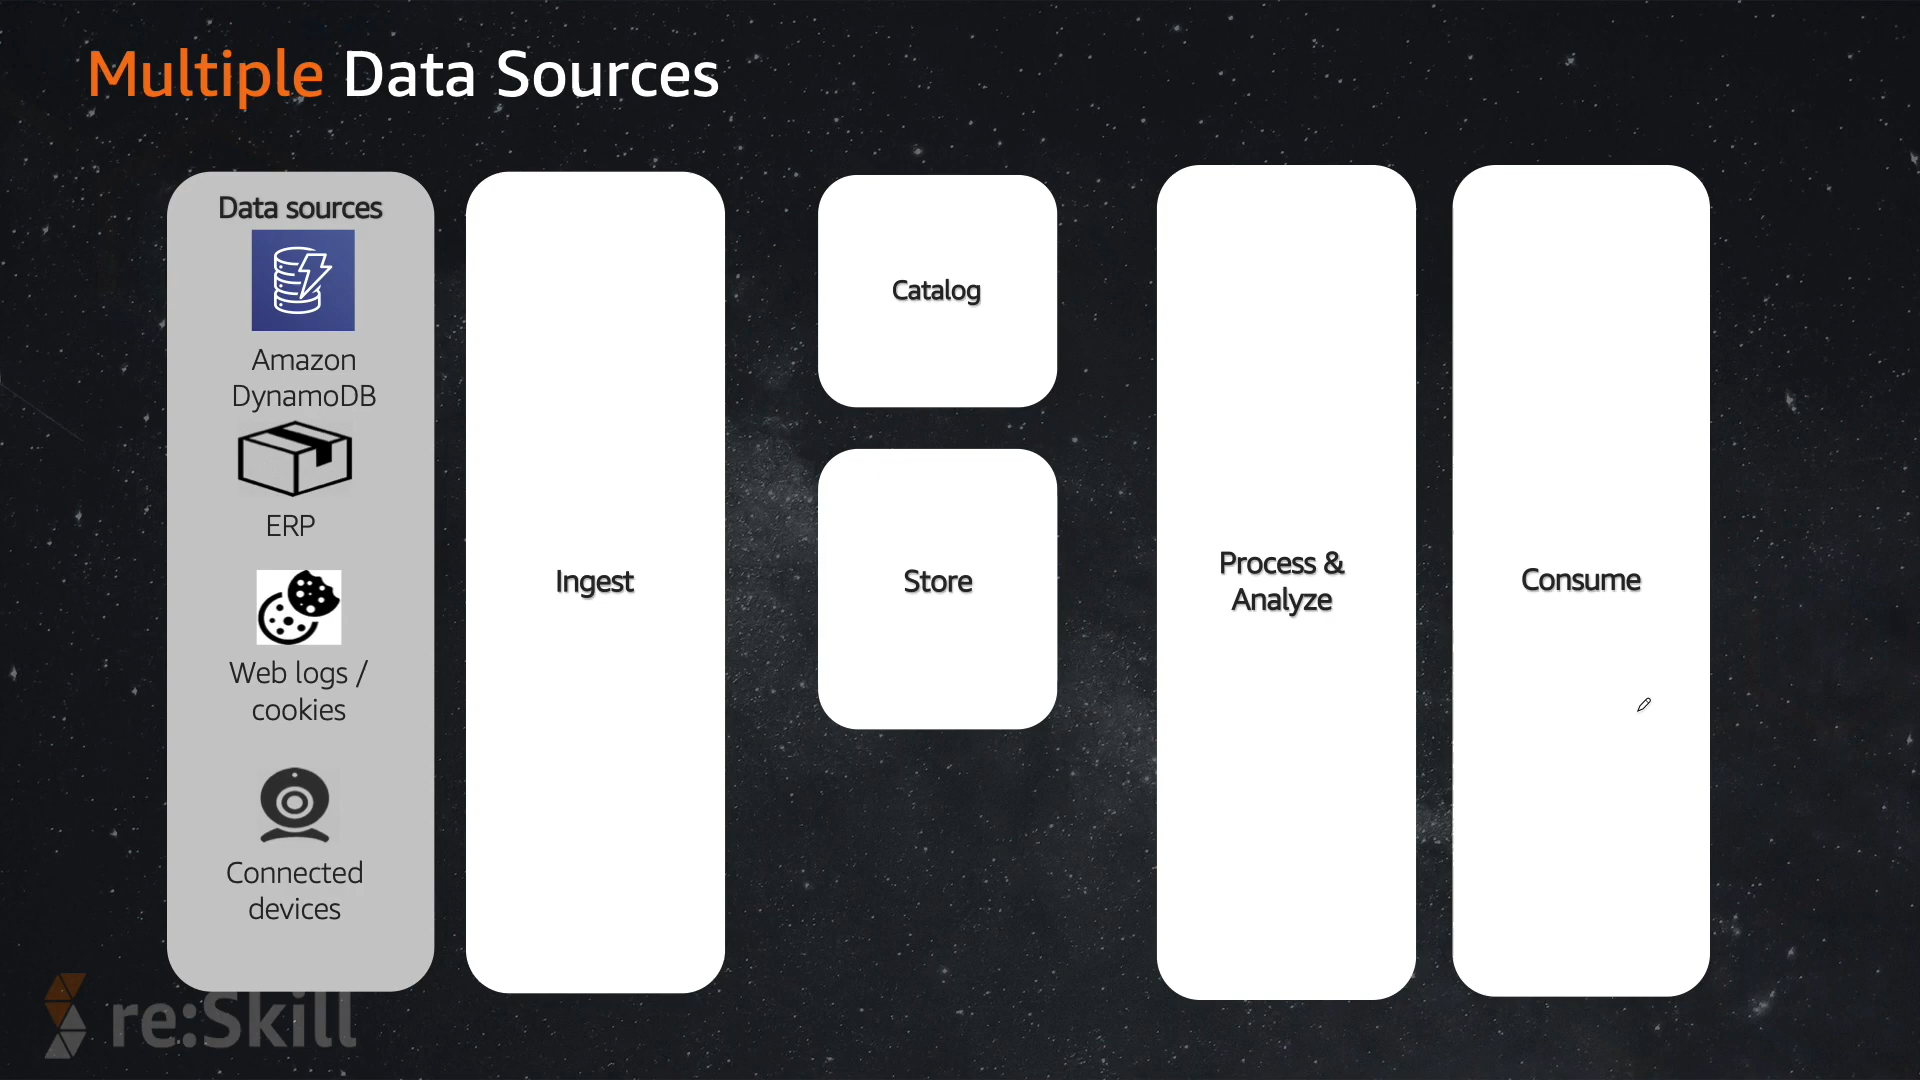 Multiple Data Sources
Data sources
Amazon
DynamoDB
ERP
Web logs /
cookies
Connected
devices
Ingest
Catalog
Store
Process &
Analyze
Consume
re:Skill